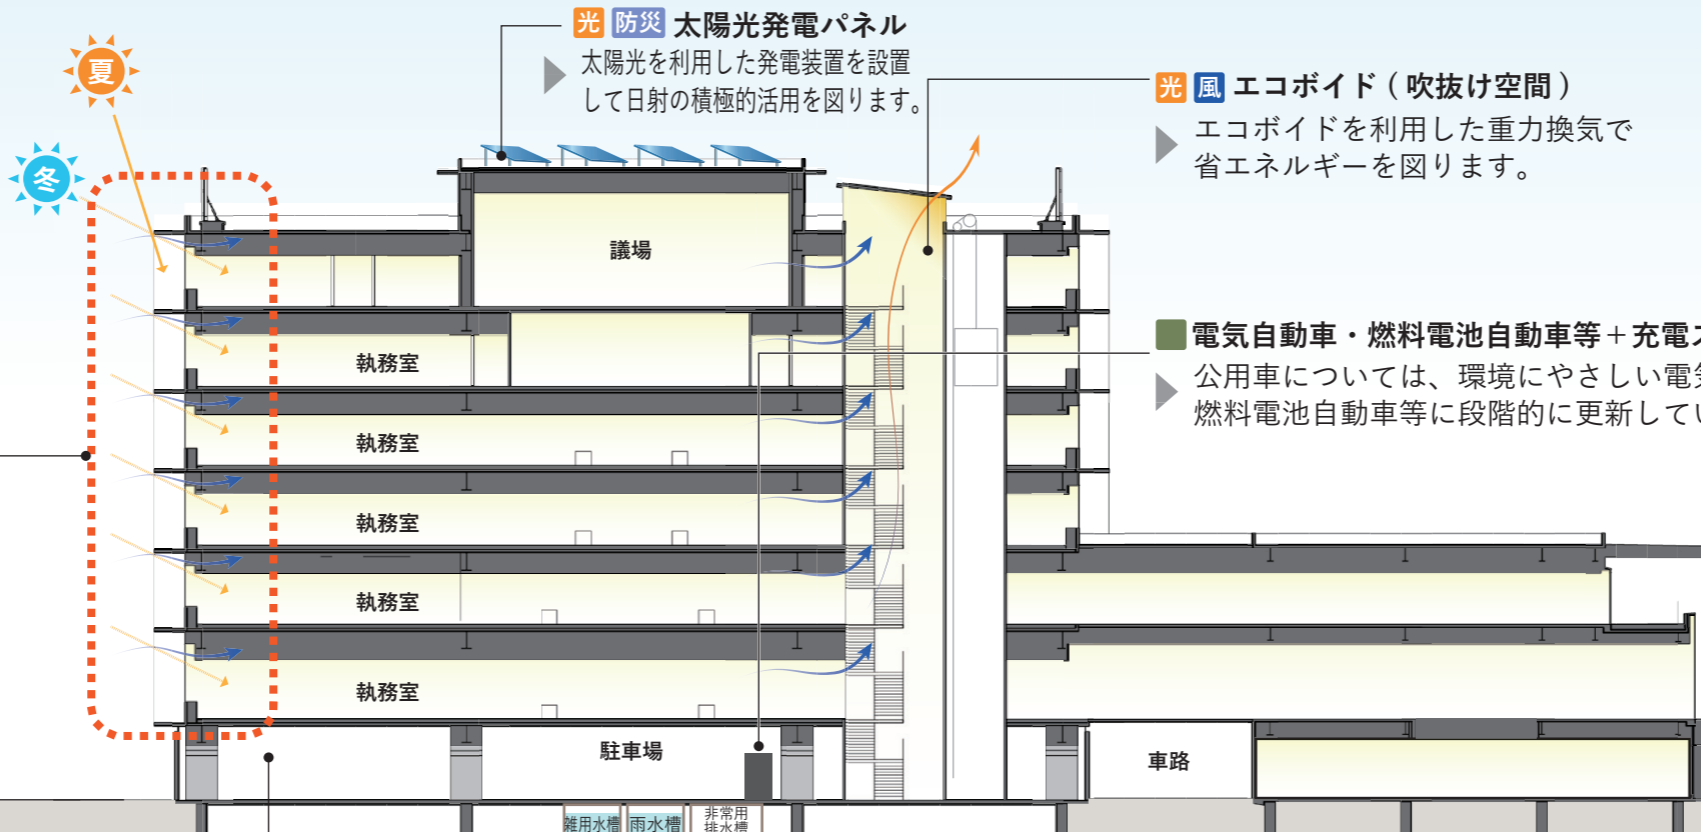 光 防災 太陽光発電パネル
太陽光を利用した発電装置を設置
して日射の積極的活用を図ります。
夏
冬
光 風 エコボイド ( 吹抜け空間 )
エコボイドを利用した重力換気で
省エネルギーを図ります。
議場
電気自動車・燃料電池自動車等＋充電
公用車については、環境にやさしい電気
燃料電池自動車等に段階的に更新して
執務室
執務室
執務室
執務室
執務室
駐車場
車路
雑用水槽
雨水槽
非常用
排水槽